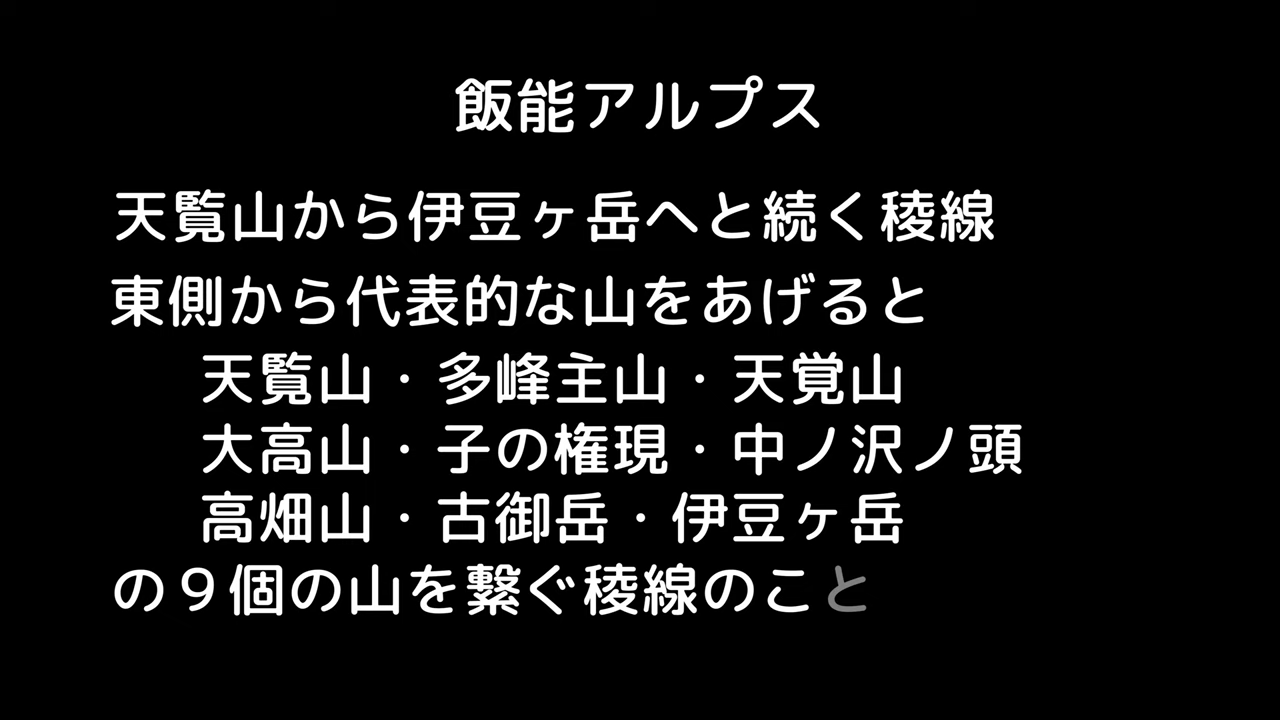 飯能アルプス
天覧山から伊豆ヶ岳へと続く稜線
東側から代表的な山をあげると
天覧山・多峰主山・天覚山
大高山・子の権現・中ノ沢ノ頭
高畑山・古御岳・伊豆ヶ岳
の９個の山を繋ぐ稜線のこと